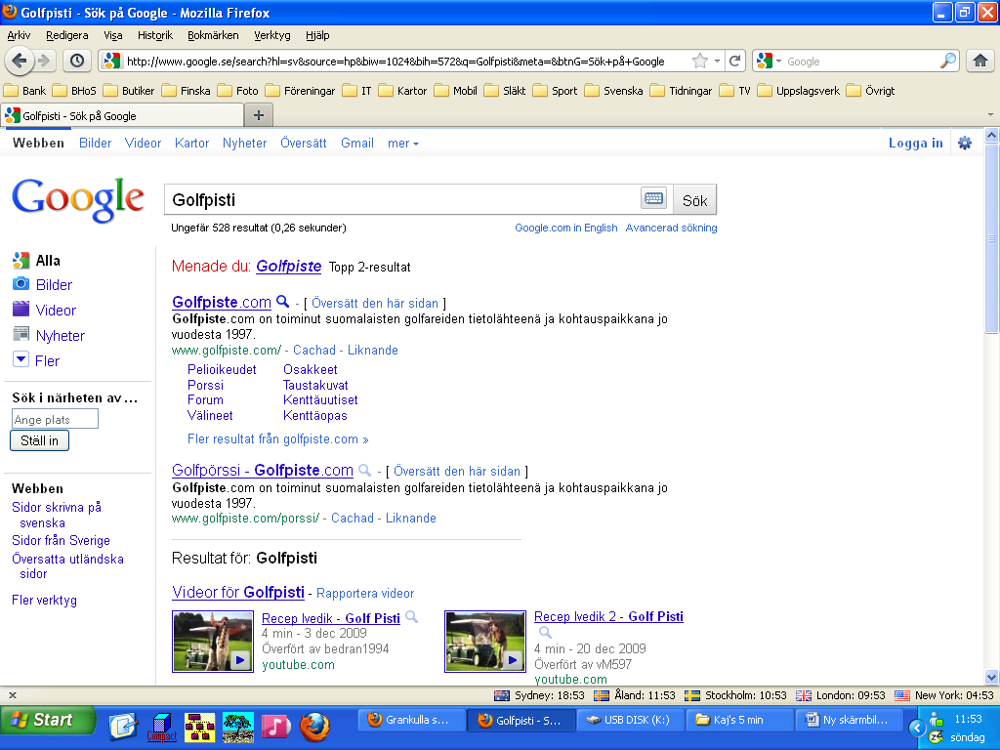 Golfpisti - Sök på Google - Mozilla Firefox
Arkiv Redigera Visa Historik Bokmärken Verktyg Hjälp
http://www.google.se/search?hl=sv&source=hp&biw=1024&bih=572&q=Golfpisti&meta=&btnG=Sök+på+Google
Google
Bank BHoS Butiker Finska Foto Föreningar IT Kartor Mobil Släkt Sport Svenska Tidningar TV Uppslagsverk Övrigt
Golfpisti - Sök på Google
Webben Bilder Videor Kartor Nyheter Översätt Gmail mer Logga in
Google
Golfpisti
Sök
Ungefär 528 resultat (0,26 sekunder) Google.com in English Avancerad sökning
Alla
Bilder
Videor
Nyheter
Fler
Sök i närheten av ...
Ange plats
Ställ in
Webben
Sidor skrivna på
svenska
Sidor från Sverige
Översatta utländska
sidor
Fler verktyg
Menade du: Golfpiste Topp 2-resultat
Golfpiste.com - [ Översätt den här sidan ]
Golfpiste.com on toiminut suomalaisten golfareiden tietolähteenä ja kohtauspaikkana jo
vuodesta 1997.
www.golfpiste.com/ - Cachad - Liknande
Pelioikeudet Osakkeet
Porssi Taustakuvat
Forum Kenttäuutiset
Välineet Kenttäopas
Fler resultat från golfpiste.com »
Golfpörssi - Golfpiste.com - [ Översätt den här sidan ]
Golfpiste.com on toiminut suomalaisten golfareiden tietolähteenä ja kohtauspaikkana jo
vuodesta 1997.
www.golfpiste.com/porssi/ - Cachad - Liknande
Resultat för: Golfpisti
Videor för Golfpisti - Rapportera videor
Recep Ivedik - Golf Pisti
4 min - 3 dec 2009
Överfört av bedran1994
youtube.com
Recep Ivedik 2 - Golf Pisti
4 min - 20 dec 2009
Överfört av vM597
youtube.com
Sydney: 18:53 Åland: 11:53 Stockholm: 10:53 London: 09:53 New York: 04:53
Start
Compact
Grankulla s...
Golfpisti - S...
USB DISK (K:)
Kaj's 5 min
Ny skärmbil...
11:53
söndag